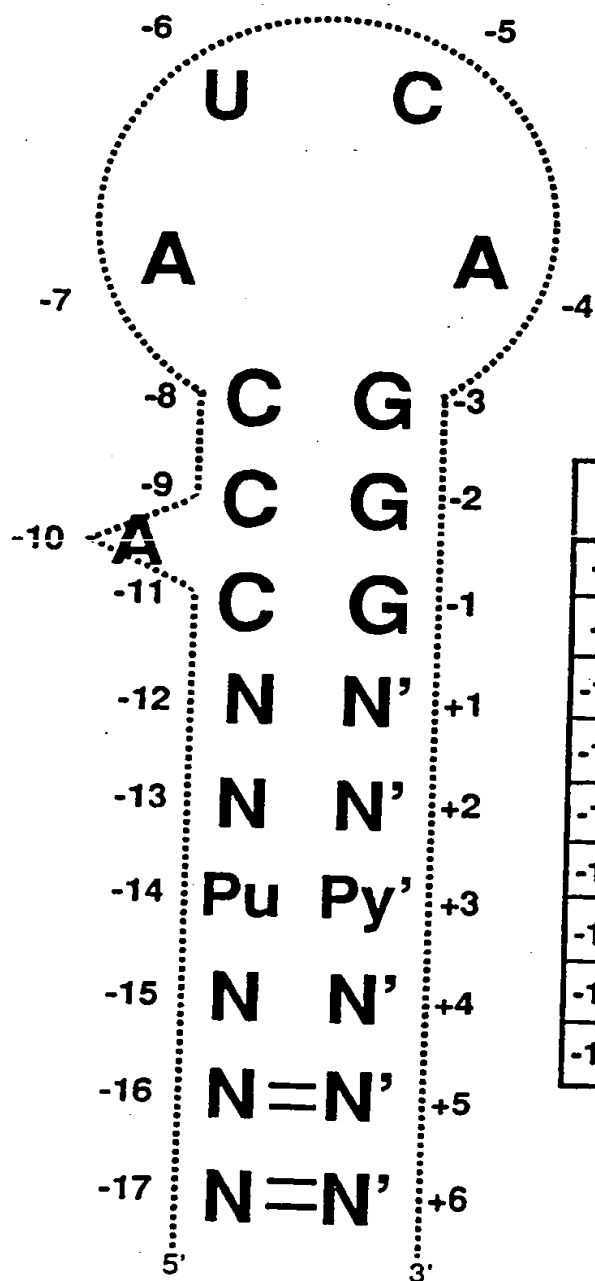 -6 -5
U C
A A
-7 -4
-8 C G -3
-9 C G -2
-10 A
-11 C G -1
-12 N N' +1
-13 N N' +2
-14 Pu Py' +3
-15 N N' +4
-16 N N' +5
-17 N N' +6
5' 3'